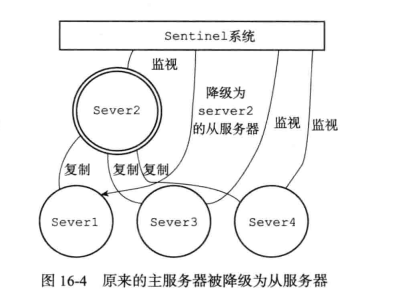 Sentinel系统
监视
Sever2
降级为
server2
的从服务器
监视
监视
复制
复制
复制
Sever1
Sever3
Sever4
图 16-4 原来的主服务器被降级为从服务器